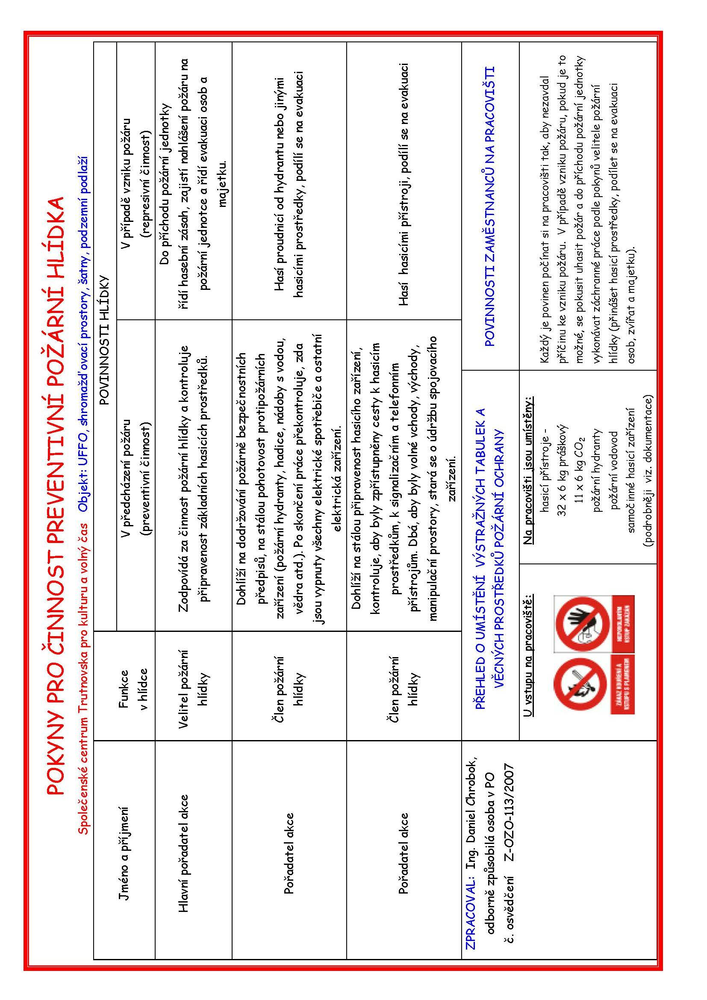 POKYNY PRO ČINNOST PREVENTIVNÍ POŽÁRNÍ HLÍDKA
Společenské centrum Trutnovska pro kulturu a volný čas Objekt: UFFO, shromažďovací prostory, šatny, podzemní podlaží
Jméno a příjmení
Funkce
v hlídce
POVINNOSTI HLÍDKY
V předcházení požáru
(preventivní činnost)
V případě vzniku požáru
(represivní činnost)
Hlavní pořadatel akce
Velitel požární
hlídky
Zodpovídá za činnost požární hlídky a kontroluje
připravenost základních hasicích prostředků.
Do příchodu požární jednotky
řídí hasební zásah, zajistí nahlášení požáru na
požární jednotce a řídí evakuaci osob a
majetku.
Pořadatel akce
Člen požární
hlídky
Dohlíží na dodržování požárně bezpečnostních
předpisů, na stálou pohotovost protipožárních
zařízení (požární hydranty, hadice, nádoby s vodou,
vědra atd.). Po skončení práce překontroluje, zda
jsou vypnuty všechny elektrické spotřebiče a ostatní
elektrická zařízení.
Hasí proudnicí od hydrantu nebo jinými
hasicími prostředky, podílí se na evakuaci
Pořadatel akce
Člen požární
hlídky
Dohlíží na stálou připravenost hasicího zařízení,
kontroluje, aby byly zpřístupněny cesty k hasicím
prostředkům, k signalizačním a telefonním
přístrojům. Dbá, aby byly volné vchody, východy,
manipulační prostory, stará se o údržbu spojovacího
zařízení.
Hasí hasicími přístroji, podílí se na evakuaci
ZPRACOVAL: Ing. Daniel Chrobok,
odborně způsobilá osoba v PO
č. osvědčení Z-OZO-113/2007
PŘEHLED O UMÍSTĚNÍ VÝSTRAŽNÝCH TABULEK A
VĚCNÝCH PROSTŘEDKŮ POŽÁRNÍ OCHRANY
U vstupu na pracoviště:
ZÁKAZ KOUŘENÍ A
VSTUPU S PLAMENEM
NEPOVOLANÝM
VSTUP ZAKÁZÁN
Na pracovišti jsou umístěny:
hasicí přístroje -
32 x 6 kg práškový
11 x 6 kg CO2
požární hydranty
požární vodovod
samočinné hasicí zařízení
(podrobněji viz. dokumentace)
POVINNOSTI ZAMĚSTNANCŮ NA PRACOVIŠTI
Každý je povinen počínat si na pracovišti tak, aby nezavdal
příčinu ke vzniku požáru. V případě vzniku požáru, pokud je to
možné, se pokusit uhasit požár a do příchodu požární jednotky
vykonávat záchranné práce podle pokynů velitele požární
hlídky (přinášet hasicí prostředky, podílet se na evakuaci
osob, zvířat a majetku).